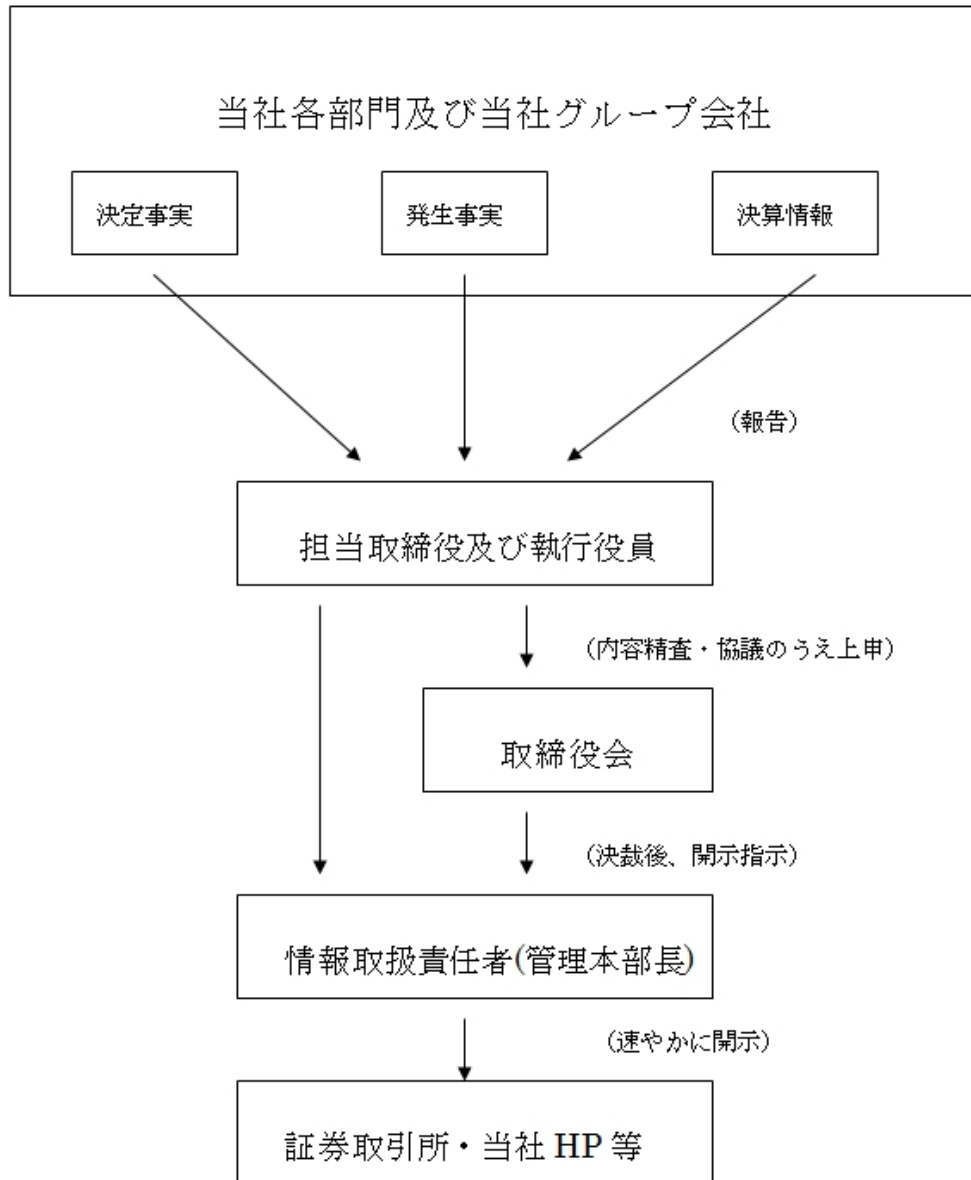 当社各部門及び当社グループ会社
決定事実
発生事実
決算情報
(報告)
担当取締役及び執行役員
(内容精査・協議のうえ上申)
取締役会
(決裁後、開示指示)
情報取扱責任者(管理本部長)
(速やかに開示)
証券取引所・当社 HP 等